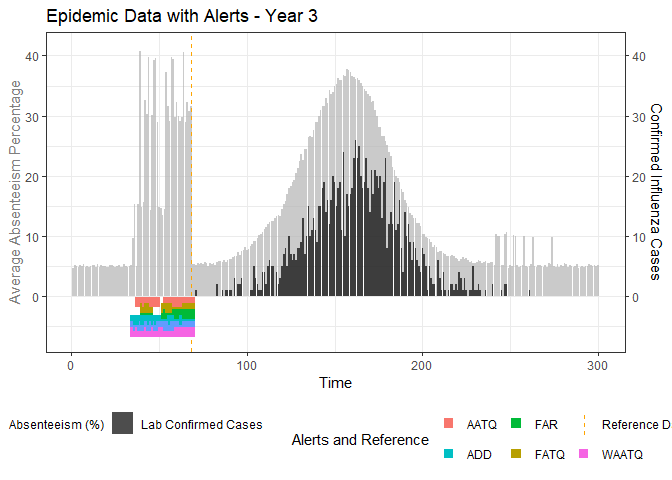 Epidemic Data with Alerts - Year 3
Average Absenteeism Percentage
40
30
20
10
0
40
30
20
10
0
Confirmed Influenza Cases
0
100
200
300
Time
Absenteeism (%)
Lab Confirmed Cases
Alerts and Reference
AATQ
FAR
Reference D
ADD
FATQ
WAATQ